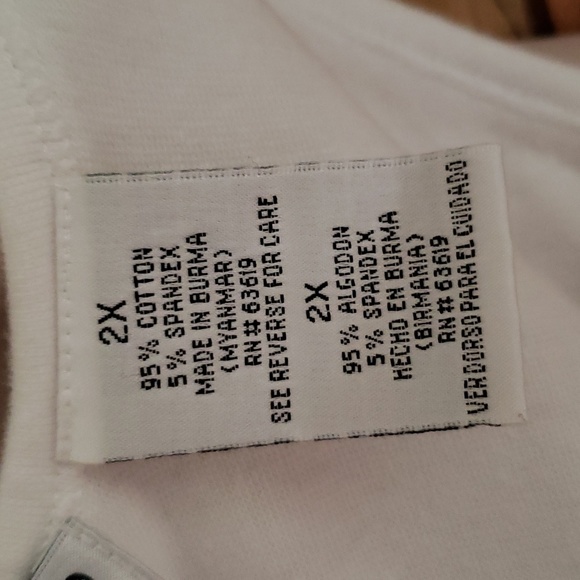 2X
95% COTTON
5% SPANDEX
MADE IN BURMA
(MYANMAR)
RN# 63619
SEE REVERSE FOR CARE
2X
95% ALGODON
5% SPANDEX
HECHO EN BURMA
(BIRMANIA)
RN# 63619
VER DORSO PARA EL CUIDADO